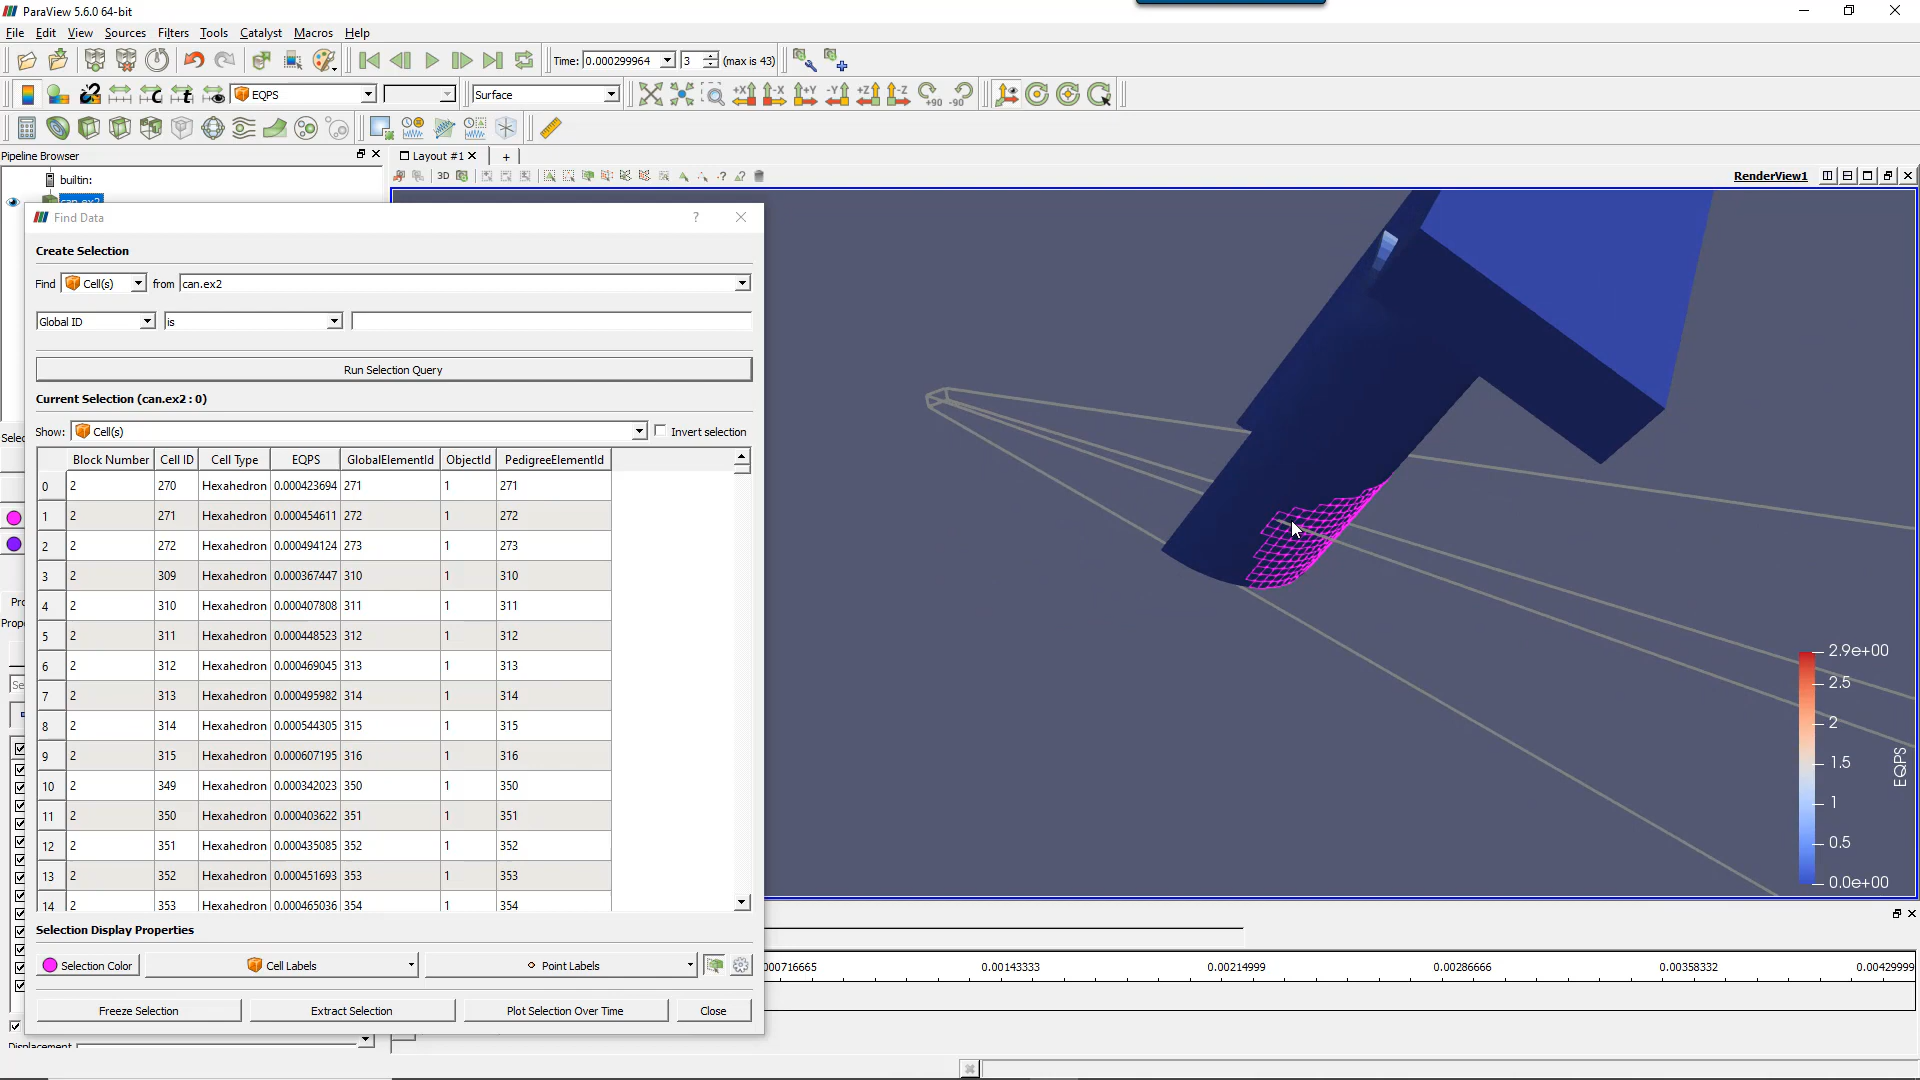 ParaView 5.6.0 64-bit
File Edit View Sources Filters Tools Catalyst Macros Help
Time: 0.000299964 3 (max is 43)
EQPS Surface +X -X +Y -Y +Z -Z +90 -90
Pipeline Browser Layout #1 +
builtin: 3D RenderView1
can.ex2
Find Data ?
Create Selection
Find Cell(s) from can.ex2
Global ID is
Run Selection Query
Current Selection (can.ex2 : 0)
Show: Cell(s) Invert selection
Block Number Cell ID Cell Type EQPS GlobalElementId ObjectId PedigreeElementId
0 2 270 Hexahedron 0.000423694 271 1 271
1 2 271 Hexahedron 0.000454611 272 1 272
2 2 272 Hexahedron 0.000494124 273 1 273
3 2 309 Hexahedron 0.000367447 310 1 310
4 2 310 Hexahedron 0.000407808 311 1 311
5 2 311 Hexahedron 0.000448523 312 1 312
6 2 312 Hexahedron 0.000469045 313 1 313
7 2 313 Hexahedron 0.000495982 314 1 314
8 2 314 Hexahedron 0.000544305 315 1 315
9 2 315 Hexahedron 0.000607195 316 1 316
10 2 349 Hexahedron 0.000342023 350 1 350
11 2 350 Hexahedron 0.000403622 351 1 351
12 2 351 Hexahedron 0.000435085 352 1 352
13 2 352 Hexahedron 0.000451693 353 1 353
14 2 353 Hexahedron 0.000465036 354 1 354
Selection Display Properties
Selection Color Cell Labels Point Labels
Freeze Selection Extract Selection Plot Selection Over Time Close
Displacement
2.9e+00
2.5
2
1.5
1
0.5
0.0e+00
EQPS
000716665 0.00143333 0.00214999 0.00286666 0.00358332 0.00429999